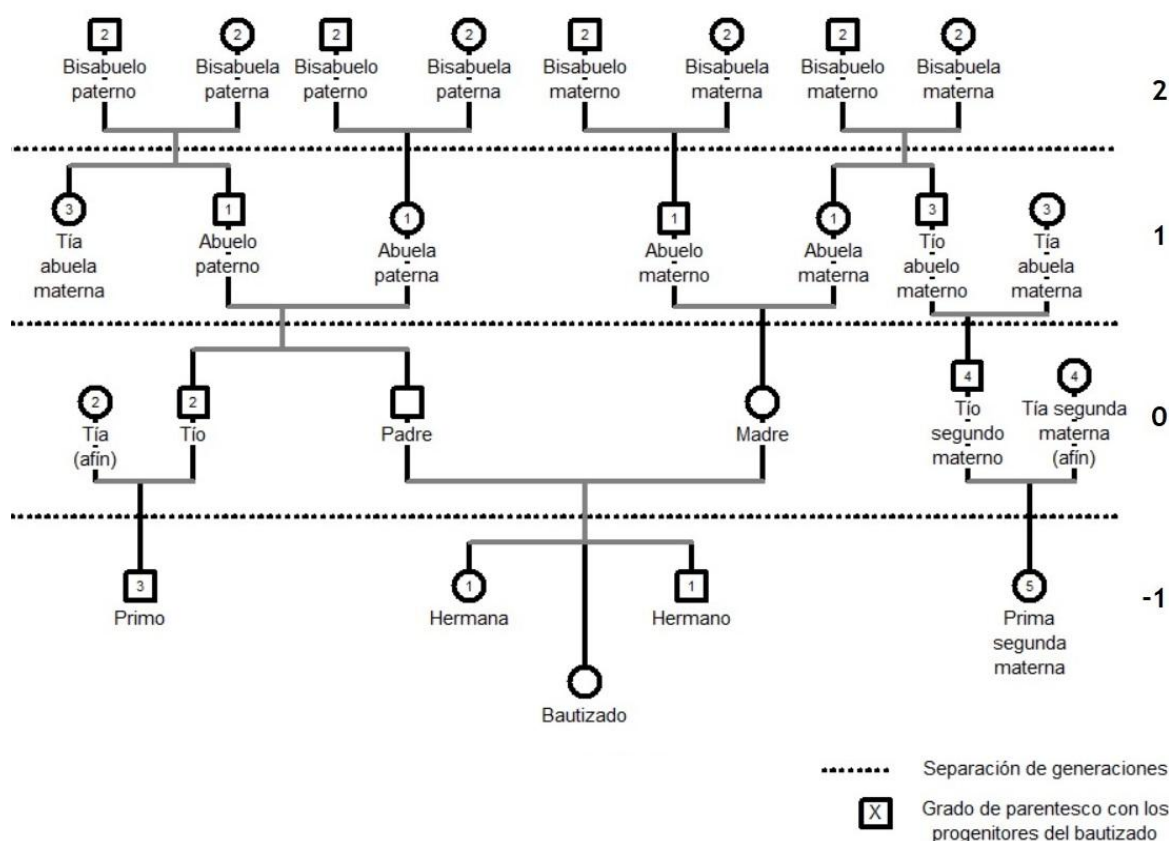 2 2 2 2 2 2 2 2
Bisabuelo Bisabuela Bisabuelo Bisabuela Bisabuelo Bisabuela Bisabuelo Bisabuela
paterno paterna paterno paterna materno materna materno materna
2
3 1 1 1 1 3 3
Tía
abuela
materna
Abuelo
paterno
Abuela
paterna
Abuelo
materno
Abuela
materna
Tío
abuelo
materno
Tía
abuela
materna
1
2 2 4 4
Tía
(afín)
Tío
Padre
Madre
Tío
segundo
materno
Tía segunda
materna
(afín)
0
3 1 1 5
Primo
Hermana
Hermano
Prima
segunda
materna
-1
Bautizado
Separación de generaciones
X
Grado de parentesco con los
progenitores del bautizado